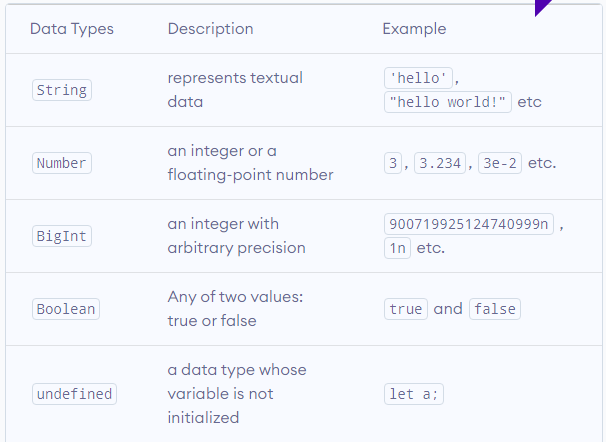 Data Types Description Example
represents textual 'hello',
String
data "hello world!" etc
an integer or a
Number 3, 3.234, 3e-2 etc.
floating-point number
an integer with 900719925124740999n,
BigInt
arbitrary precision 1n etc.
Any of two values:
Boolean true and false
true or false
a data type whose
undefined variable is not let a;
initialized